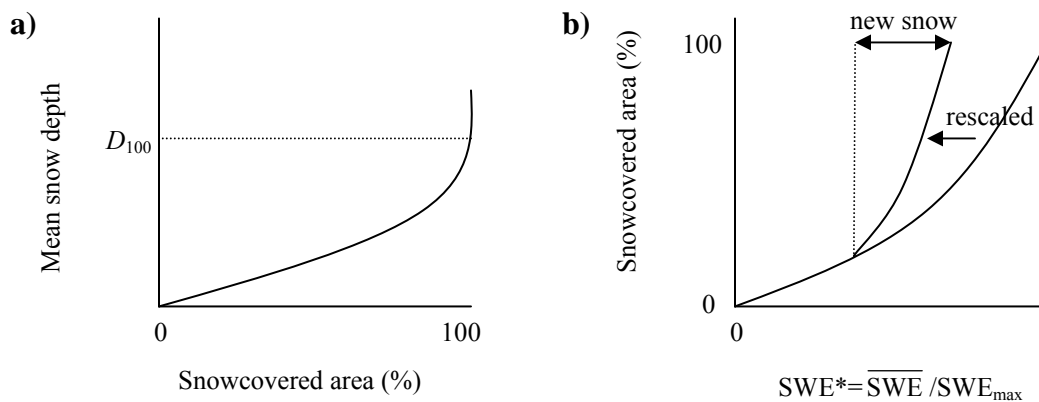 a)
Mean snow depth
D100
0
100
Snowcovered area (%)
b)
new snow
100
Snowcovered area (%)
rescaled
0
0
SWE*= SWE /SWEmax